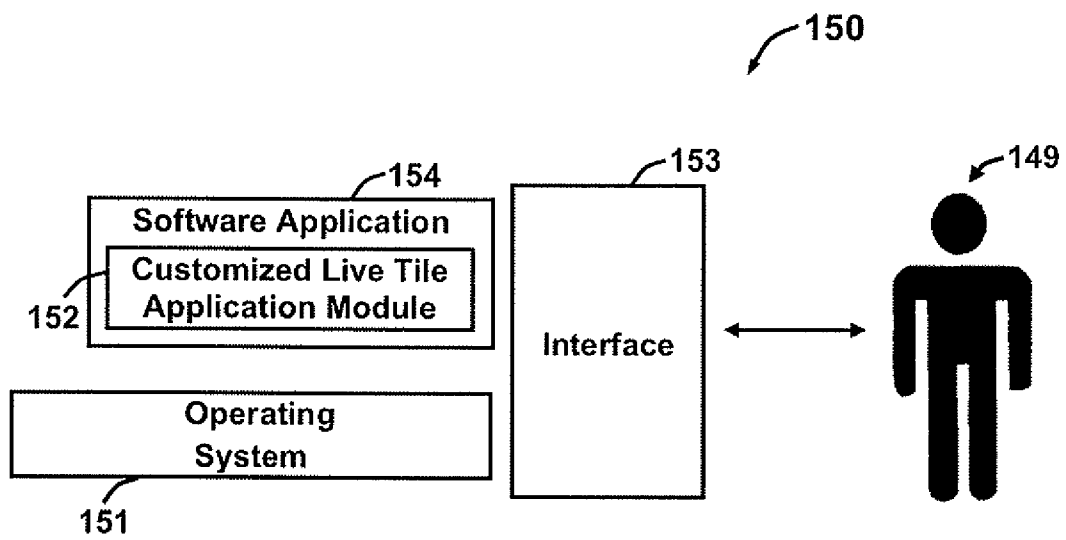 150
149
153
154
Software Application
Customized Live Tile
Application Module
152
Interface
Operating
System
151